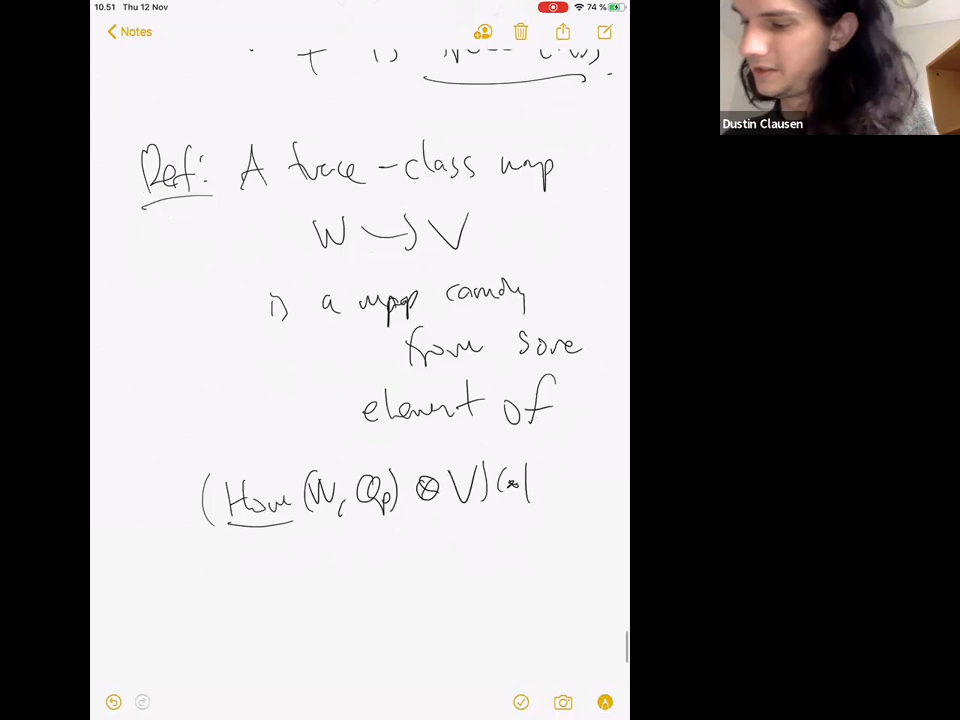 10.51 Thu 12 Nov
74 %
Notes
Dustin Clausen
Def: A trace-class map
W → V
is a map coming
from some
element of
(Hom(W, Qp) ⊗ V)(*)